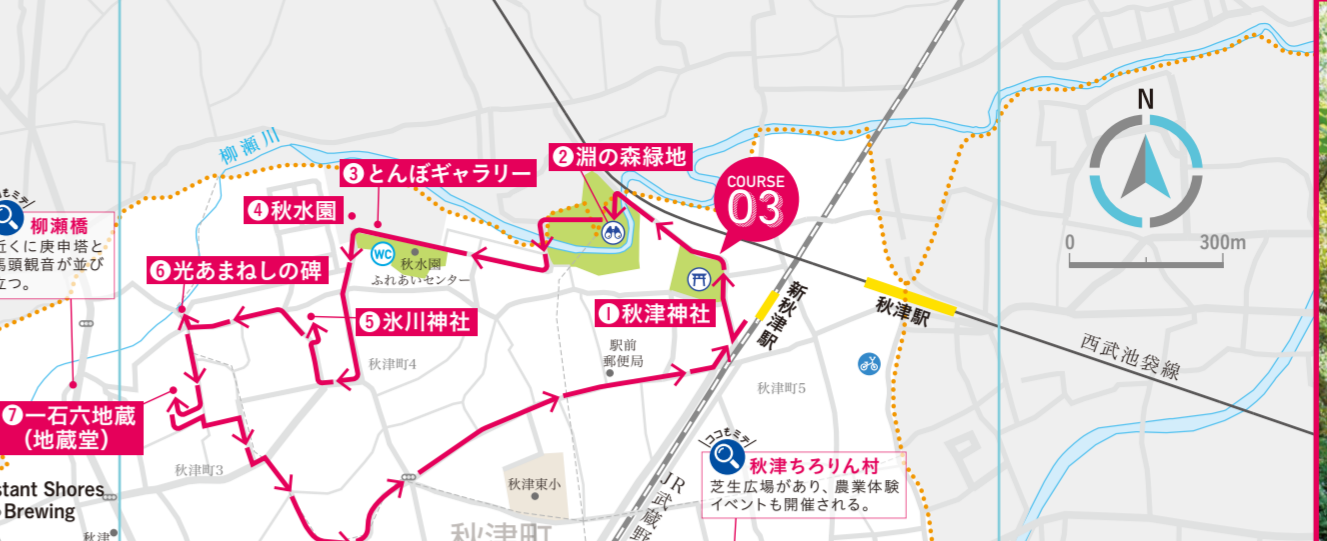 N
0 300m
柳瀬川
❷淵の森緑地
❸とんぼギャラリー
COURSE
03
❹秋水園
柳瀬橋
近くに庚申塔と
馬頭観音が並び
立つ。
WC
秋水園
ふれあいセンター
❻光あまねしの碑
❺氷川神社
❶秋津神社
新秋津駅
秋津駅
西武池袋線
駅前
郵便局
秋津町4
秋津町5
❼一石六地蔵
(地蔵堂)
ココもミテ
秋津ちろりん村
芝生広場があり、農業体験
イベントも開催される。
秋津町3
秋津東小
JR武蔵野
stant Shores
Brewing
秋津町
秋津